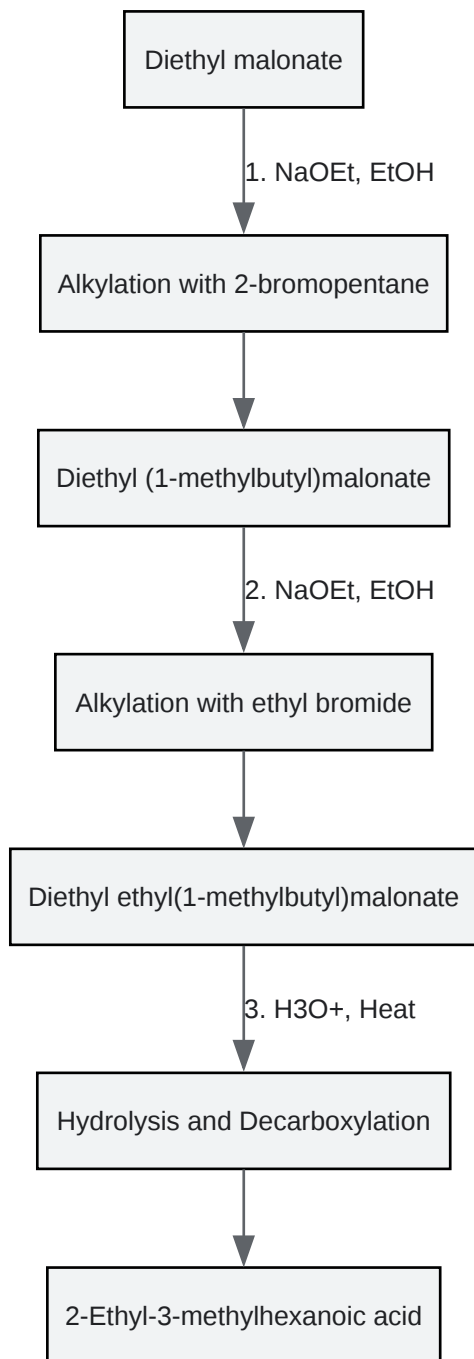 Diethyl malonate
1. NaOEt, EtOH
Alkylation with 2-bromopentane
Diethyl (1-methylbutyl)malonate
2. NaOEt, EtOH
Alkylation with ethyl bromide
Diethyl ethyl(1-methylbutyl)malonate
3. H3O+, Heat
Hydrolysis and Decarboxylation
2-Ethyl-3-methylhexanoic acid